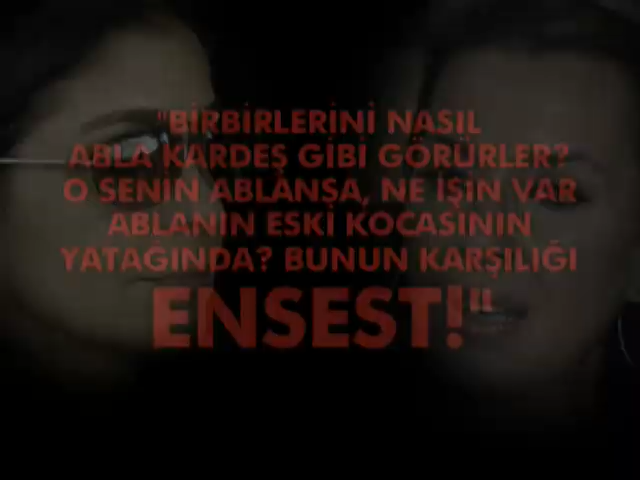 "BİRBİRLERİNİ NASIL
ABLA KARDEŞ GİBİ GÖRÜRLER?
O SENİN ABLANSA, NE İŞİN VAR
ABLANIN ESKİ KOCASININ
YATAĞINDA? BUNUN KARŞILIĞI
ENSEST!"